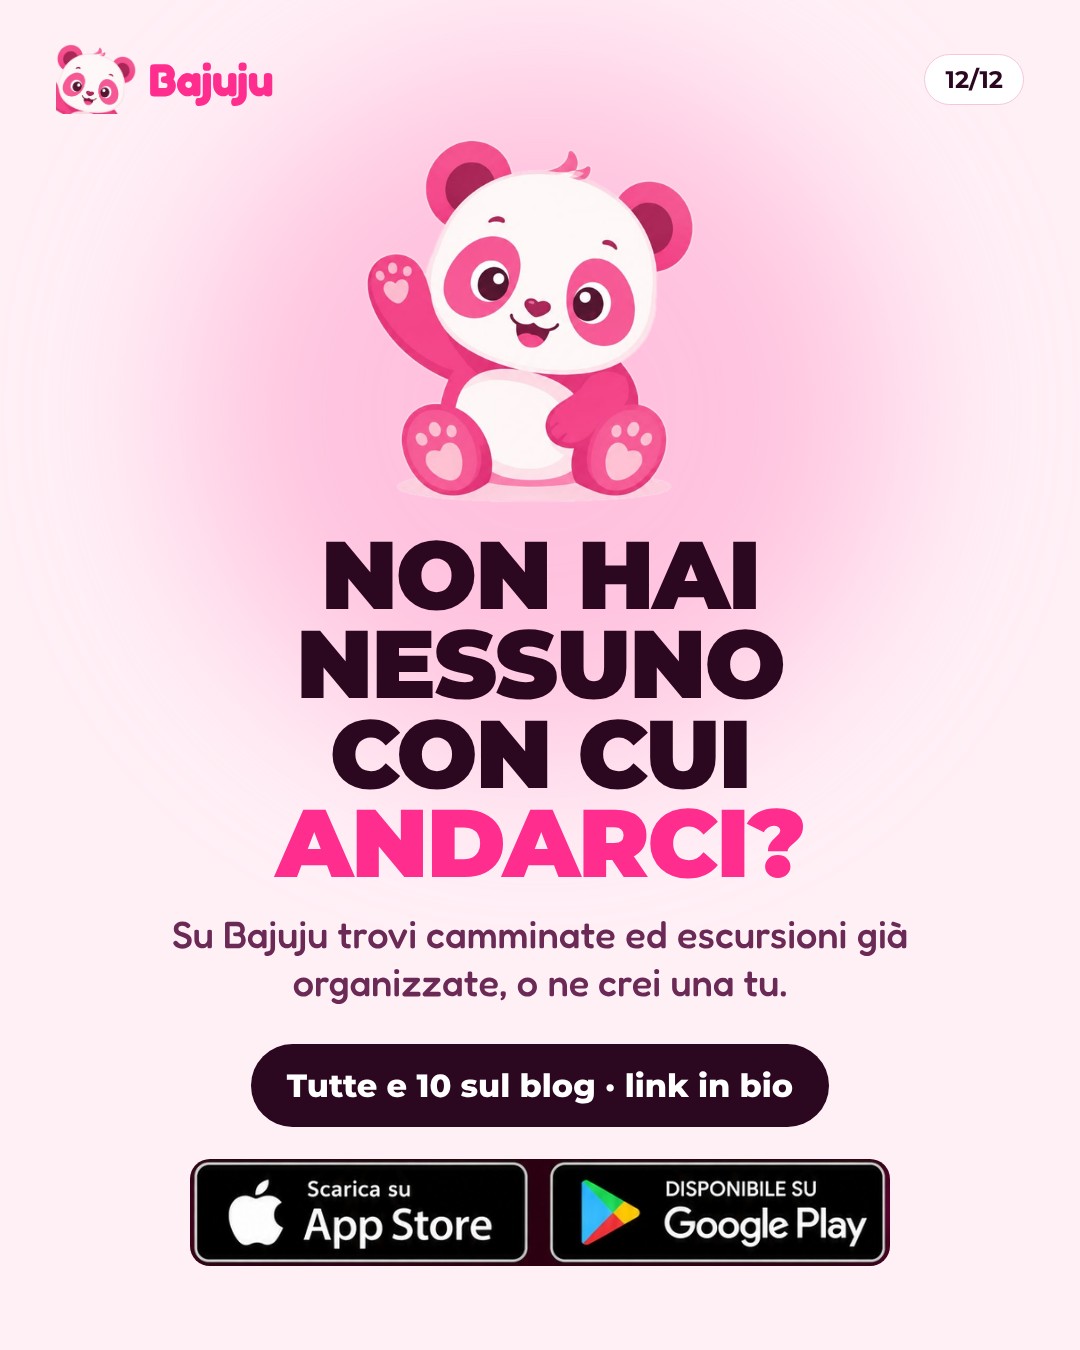 Bajuju
12/12
NON HAI
NESSUNO
CON CUI
ANDARCI?
Su Bajuju trovi camminate ed escursioni già
organizzate, o ne crei una tu.
Tutte e 10 sul blog · link in bio
Scarica su
App Store
DISPONIBILE SU
Google Play